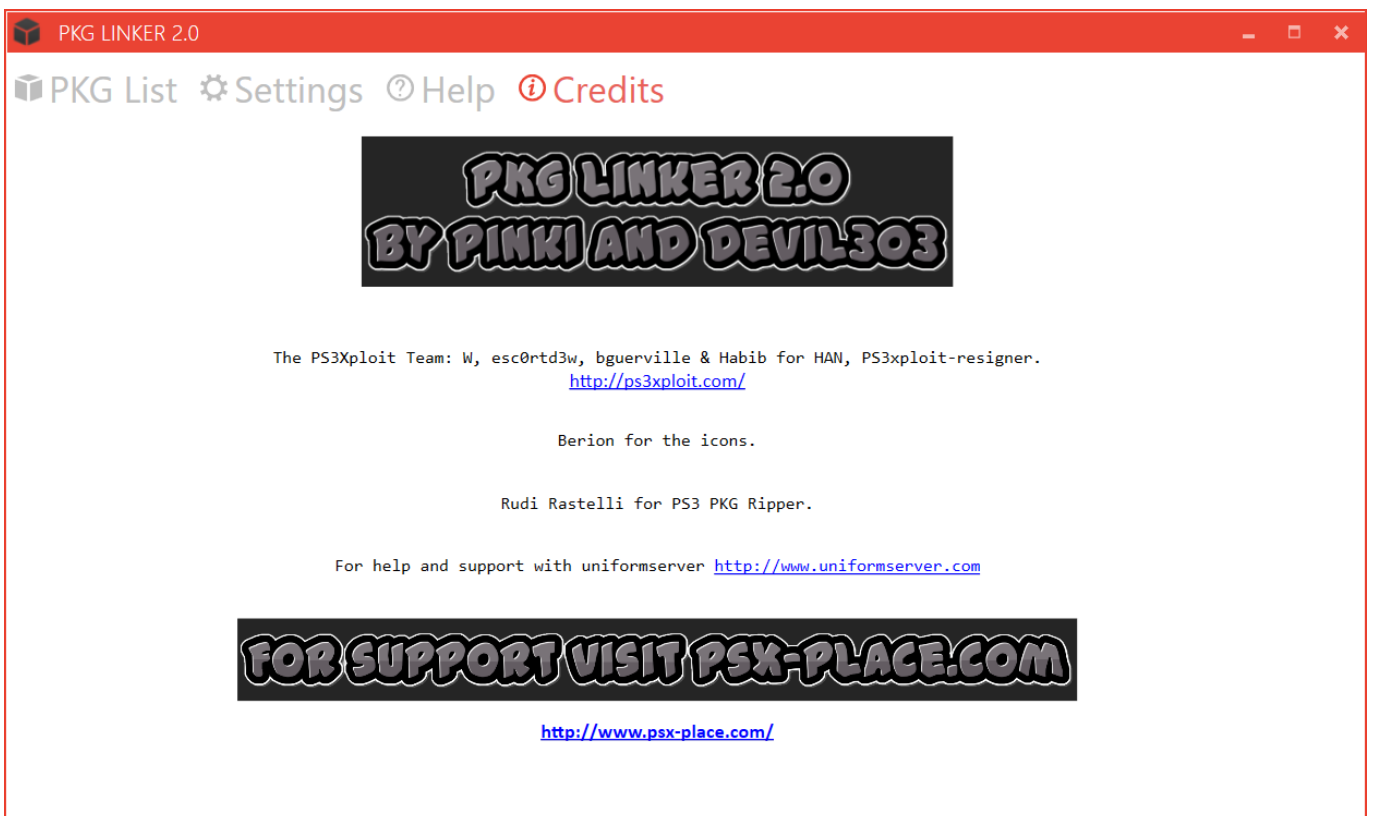 PKG LINKER 2.0
PKG List Settings Help Credits
PKG LINKER 2.0
BY PINKI AND DEVIL303
The PS3Xploit Team: W, esc0rtd3w, bguerville & Habib for HAN, PS3xploit-resigner.
http://ps3xploit.com/
Berion for the icons.
Rudi Rastelli for PS3 PKG Ripper.
For help and support with uniformserver http://www.uniformserver.com
FOR SUPPORT VISIT PSX-PLACE.COM
http://www.psx-place.com/